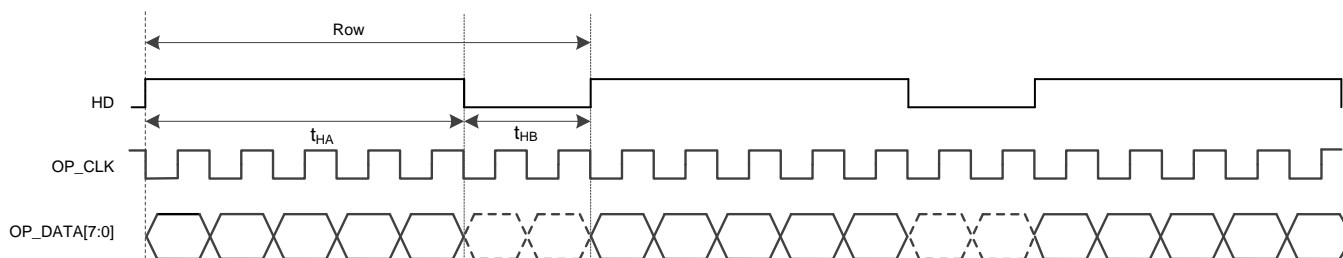 Row
HD
tHA
tHB
OP_CLK
OP_DATA[7:0]